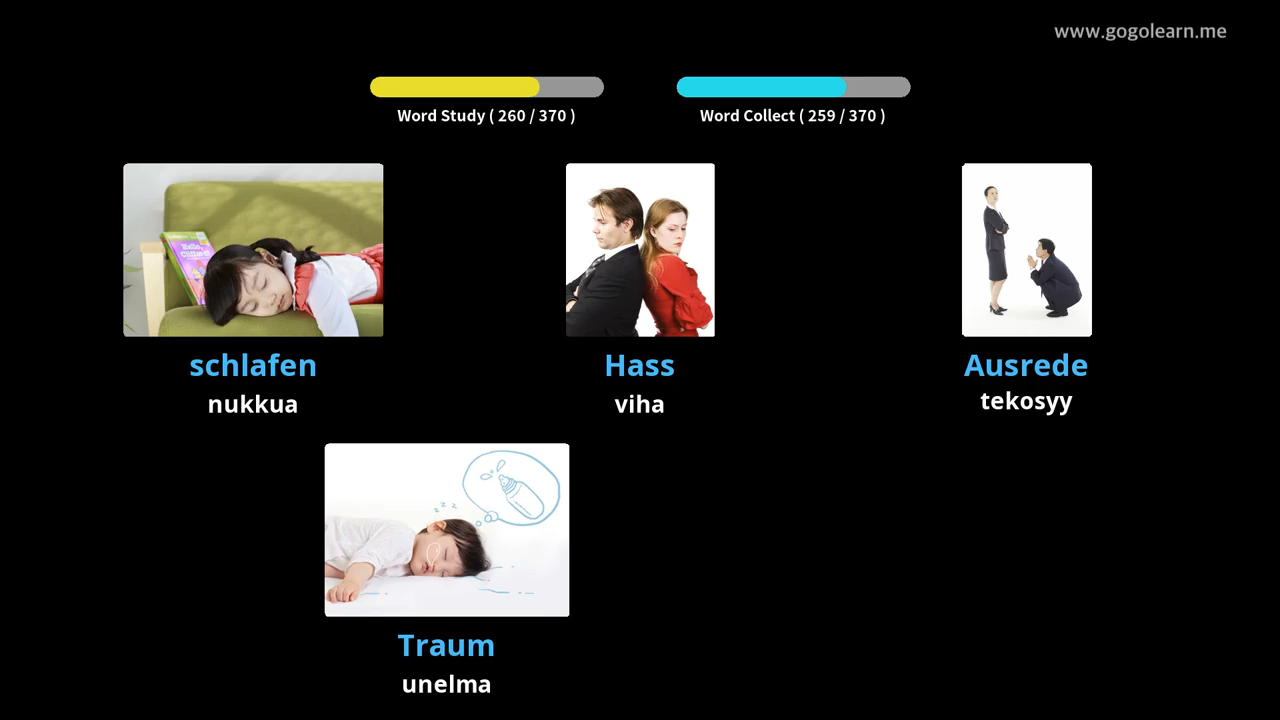 www.gogolearn.me
Word Study ( 260 / 370 )
Word Collect ( 259 / 370 )
Hello,
schlafen
Hass
Ausrede
nukkua
viha
tekosyy
z z z
Traum
unelma